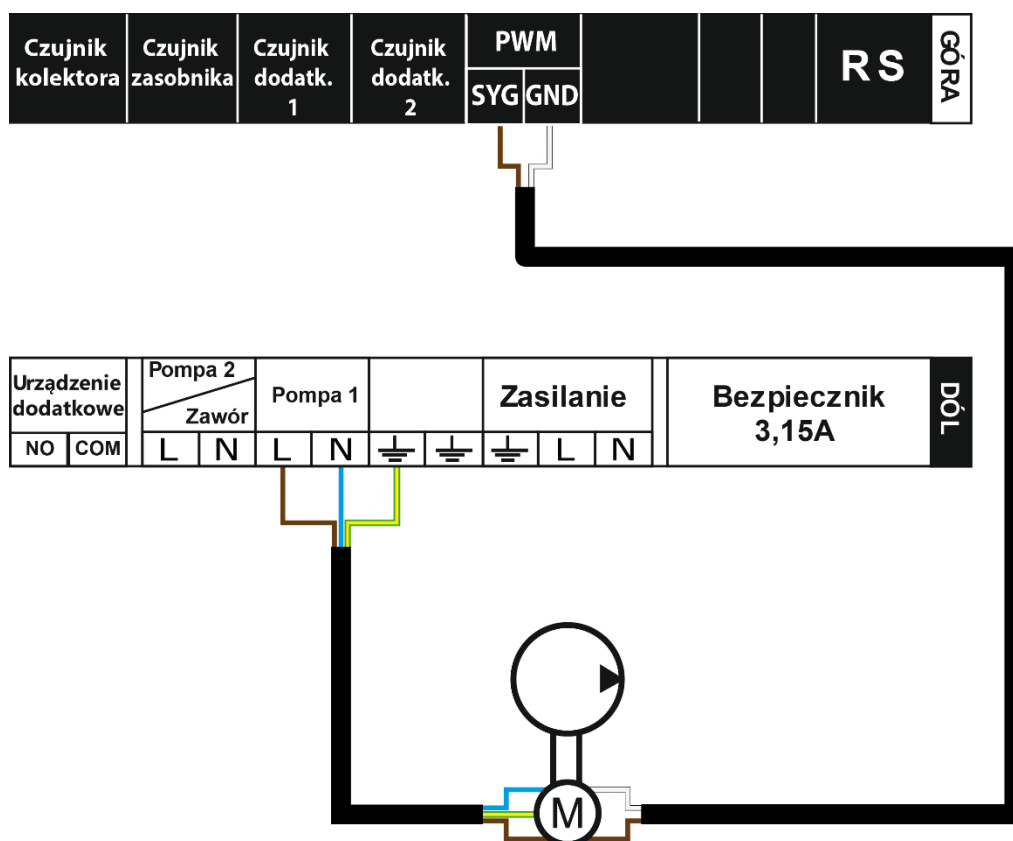 Czujnik
kolektora
Czujnik
zasobnika
Czujnik
dodatk.
1
Czujnik
dodatk.
2
PWM
SYG GND
RS
GÓRA
Urządzenie
dodatkowe
NO COM
Pompa 2
Zawór
L N
Pompa 1
L N
Zasilanie
L N
Bezpiecznik
3,15A
DÓL
M